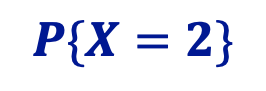 P{X = 2}